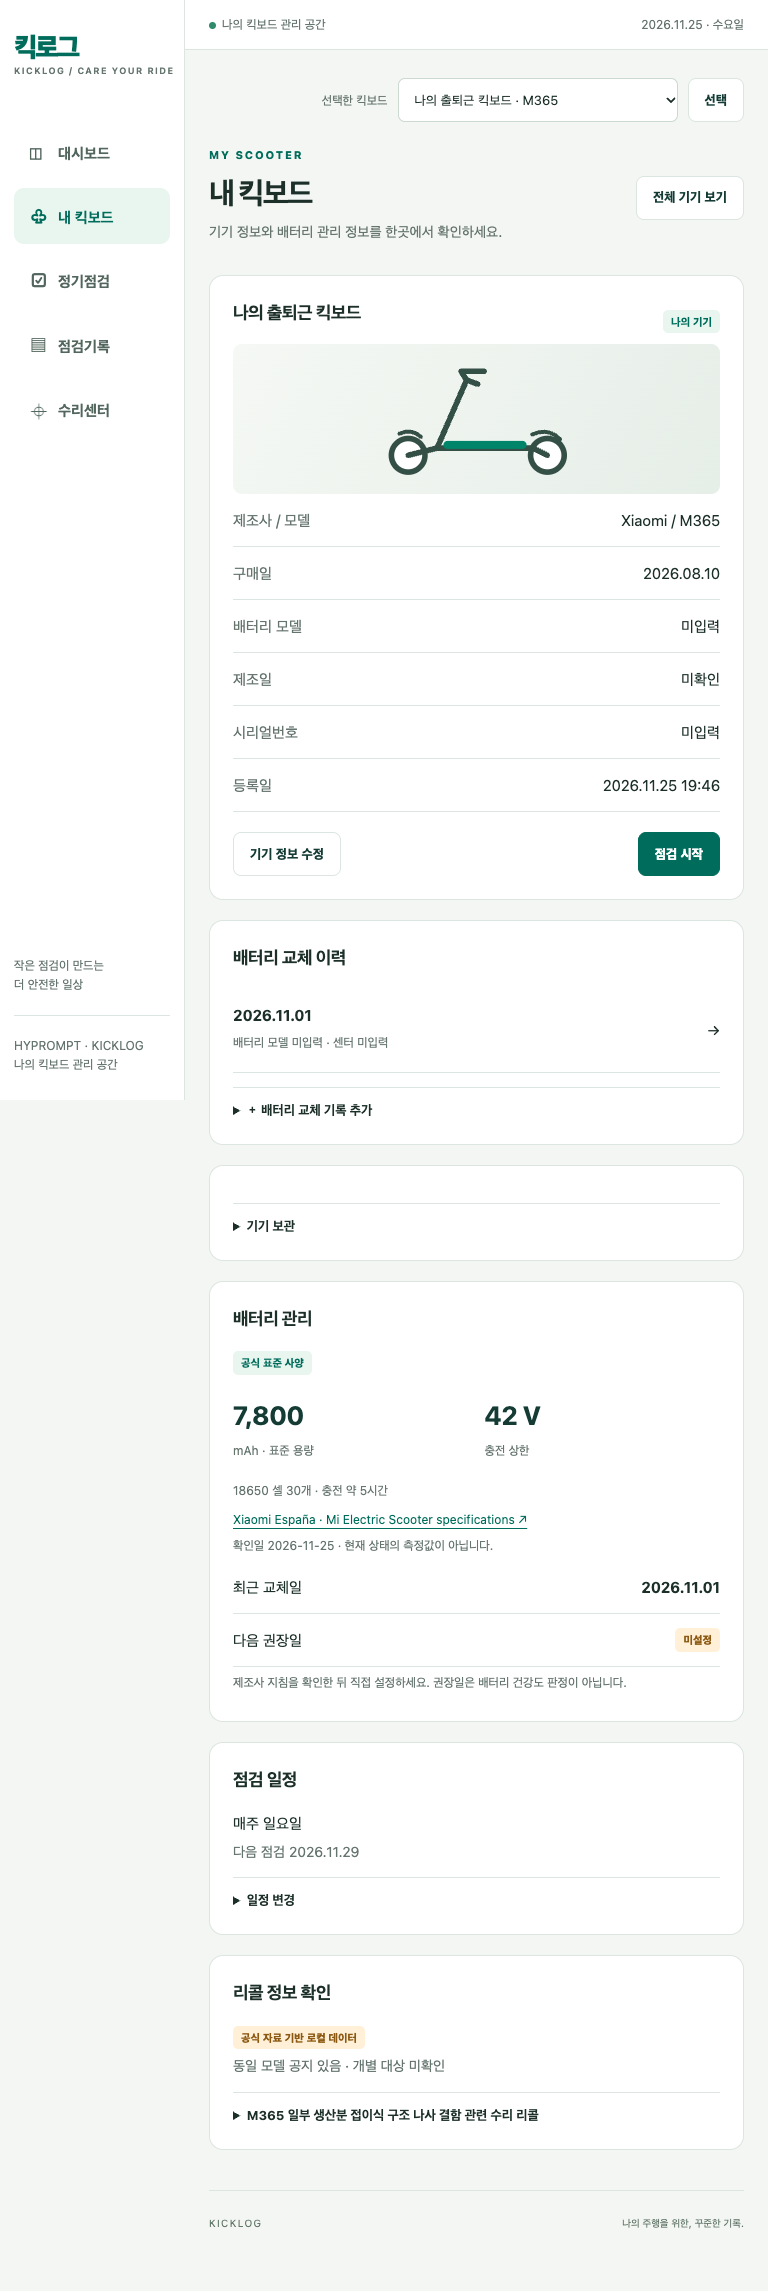 킥로그
KICKLOG / CARE YOUR RIDE
대시보드
내 킥보드
정기점검
점검기록
수리센터
작은 점검이 만드는
더 안전한 일상
HYPROMPT · KICKLOG
나의 킥보드 관리 공간
나의 킥보드 관리 공간
2026.11.25 · 수요일
선택한 킥보드
나의 출퇴근 킥보드 · M365
선택
MY SCOOTER
내 킥보드
전체 기기 보기
기기 정보와 배터리 관리 정보를 한곳에서 확인하세요.
나의 출퇴근 킥보드
나의 기기
제조사 / 모델
Xiaomi / M365
구매일
2026.08.10
배터리 모델
미입력
제조일
미확인
시리얼번호
미입력
등록일
2026.11.25 19:46
기기 정보 수정
점검 시작
배터리 교체 이력
2026.11.01
배터리 모델 미입력 · 센터 미입력
→
▶ + 배터리 교체 기록 추가
▶ 기기 보관
배터리 관리
공식 표준 사양
7,800
mAh · 표준 용량
42 V
충전 상한
18650 셀 30개 · 충전 약 5시간
Xiaomi España · Mi Electric Scooter specifications ↗
확인일 2026-11-25 · 현재 상태의 측정값이 아닙니다.
최근 교체일
2026.11.01
다음 권장일
미설정
제조사 지침을 확인한 뒤 직접 설정하세요. 권장일은 배터리 건강도 판정이 아닙니다.
점검 일정
매주 일요일
다음 점검 2026.11.29
▶ 일정 변경
리콜 정보 확인
공식 자료 기반 로컬 데이터
동일 모델 공지 있음 · 개별 대상 미확인
▶ M365 일부 생산분 접이식 구조 나사 결함 관련 수리 리콜
KICKLOG
나의 주행을 위한, 꾸준한 기록.